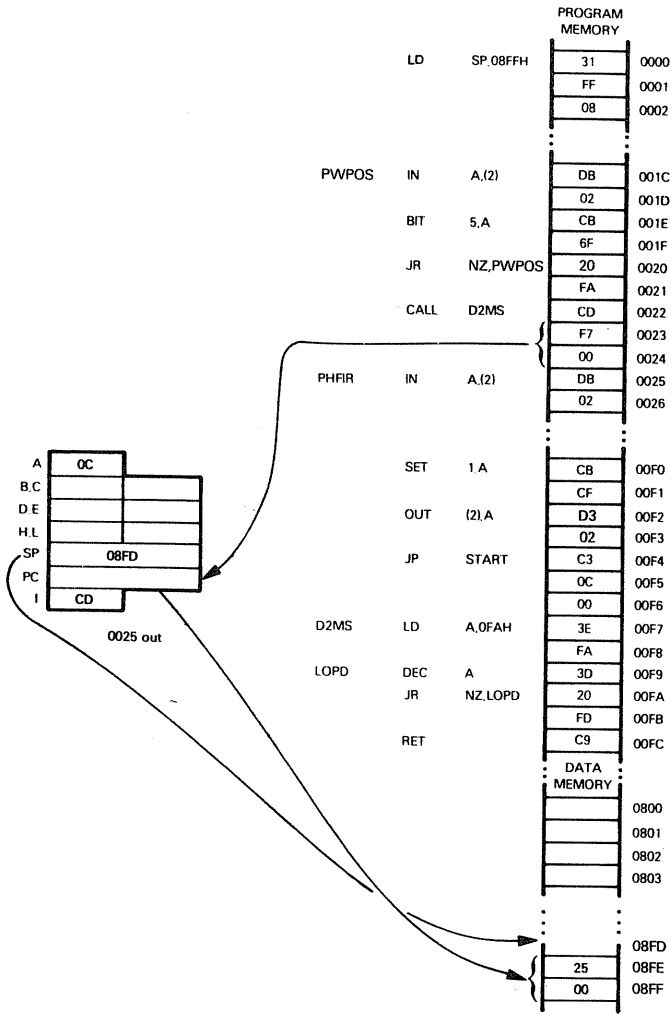 PROGRAM
MEMORY
LD SP,08FFH 31 0000
FF 0001
08 0002
PWPOS IN A,(2) DB 001C
02 001D
BIT 5,A CB 001E
6F 001F
JR NZ,PWPOS 20 0020
FA 0021
CALL D2MS CD 0022
F7 0023
00 0024
PHFIR IN A,(2) DB 0025
02 0026
A 0C
B,C
D,E
H,L
SP 08FD
PC
I CD
0025 out
SET 1,A CB 00F0
CF 00F1
OUT (2),A D3 00F2
02 00F3
JP START C3 00F4
0C 00F5
00 00F6
D2MS LD A,0FAH 3E 00F7
FA 00F8
LOPD DEC A 3D 00F9
JR NZ,LOPD 20 00FA
FD 00FB
RET C9 00FC
DATA
MEMORY
0800
0801
0802
0803
08FD
25 08FE
00 08FF